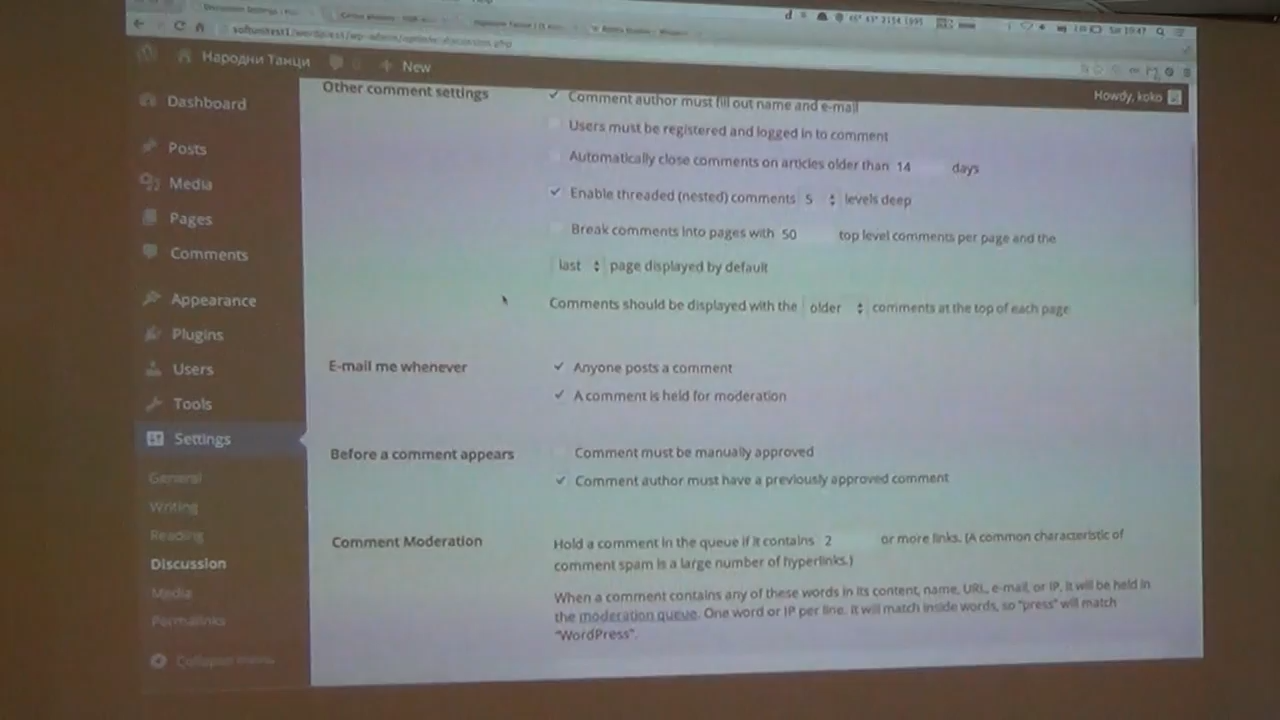 Народни Танци
New
Howdy, koko
Dashboard
Posts
Media
Pages
Comments
Appearance
Plugins
Users
Tools
Settings
General
Writing
Reading
Discussion
Media
Permalinks
Collapse menu
Other comment settings
Comment author must fill out name and e-mail
Users must be registered and logged in to comment
Automatically close comments on articles older than 14 days
Enable threaded (nested) comments 5 levels deep
Break comments into pages with 50 top level comments per page and the
last page displayed by default
Comments should be displayed with the older comments at the top of each page
E-mail me whenever
Anyone posts a comment
A comment is held for moderation
Before a comment appears
Comment must be manually approved
Comment author must have a previously approved comment
Comment Moderation
Hold a comment in the queue if it contains 2 or more links. (A common characteristic of
comment spam is a large number of hyperlinks.)
When a comment contains any of these words in its content, name, URL, e-mail, or IP, it will be held in
the moderation queue. One word or IP per line. It will match inside words, so "press" will match
"WordPress".